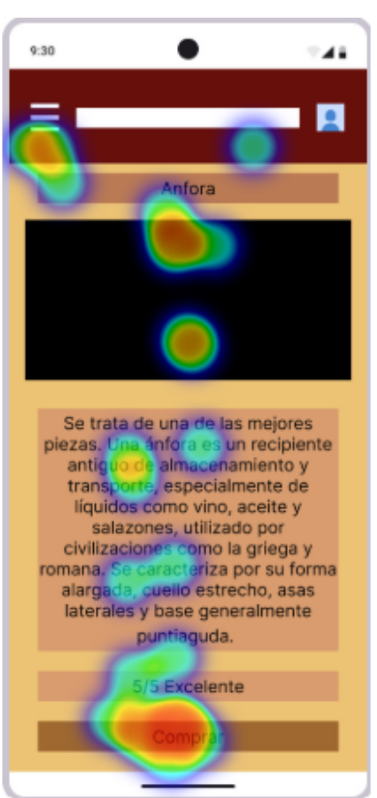 9:30
Anfora
Se trata de una de las mejores
piezas. Una ánfora es un recipiente
antiguo de almacenamiento y
transporte, especialmente de
líquidos como vino, aceite y
salazones, utilizado por
civilizaciones como la griega y
romana. Se caracteriza por su forma
alargada, cuello estrecho, asas
laterales y base generalmente
puntiaguda.
5/5 Excelente
Comprar